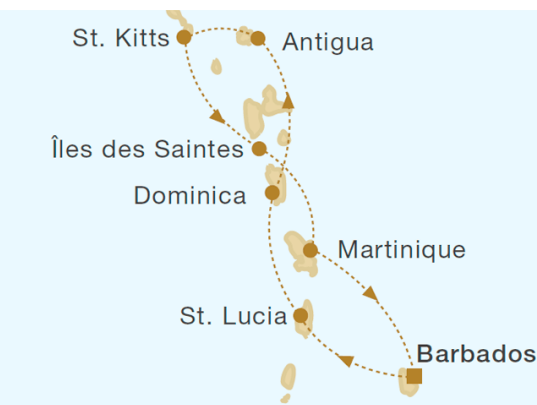 St. Kitts
Antigua
Îles des Saintes
Dominica
Martinique
St. Lucia
Barbados